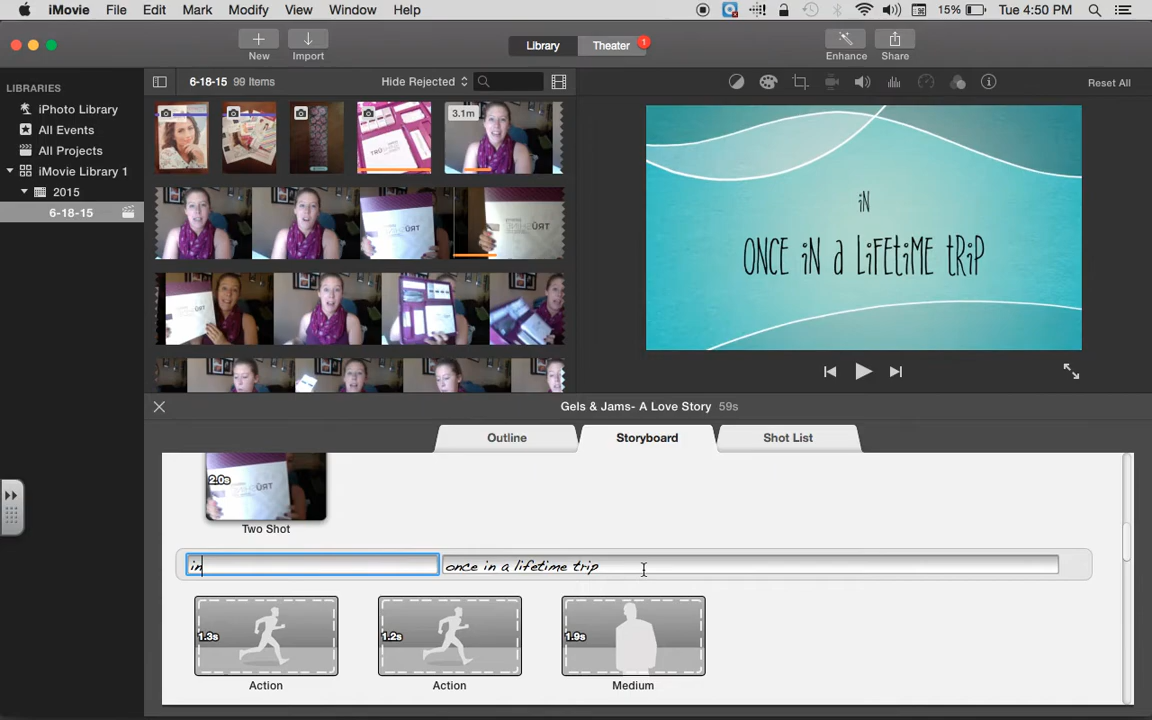 iMovie File Edit Mark Modify View Window Help 15% Tue 4:50 PM
New Import Library Theater 1 Enhance Share
LIBRARIES
iPhoto Library
All Events
All Projects
iMovie Library 1
2015
6-18-15
6-18-15 99 Items Hide Rejected
3.1m
Reset All
iN
ONCE iN a LiFEtiME tRiP
Gels & Jams- A Love Story 59s
Outline Storyboard Shot List
2.0s
Two Shot
in once in a lifetime trip
1.3s 1.2s 1.9s
Action Action Medium